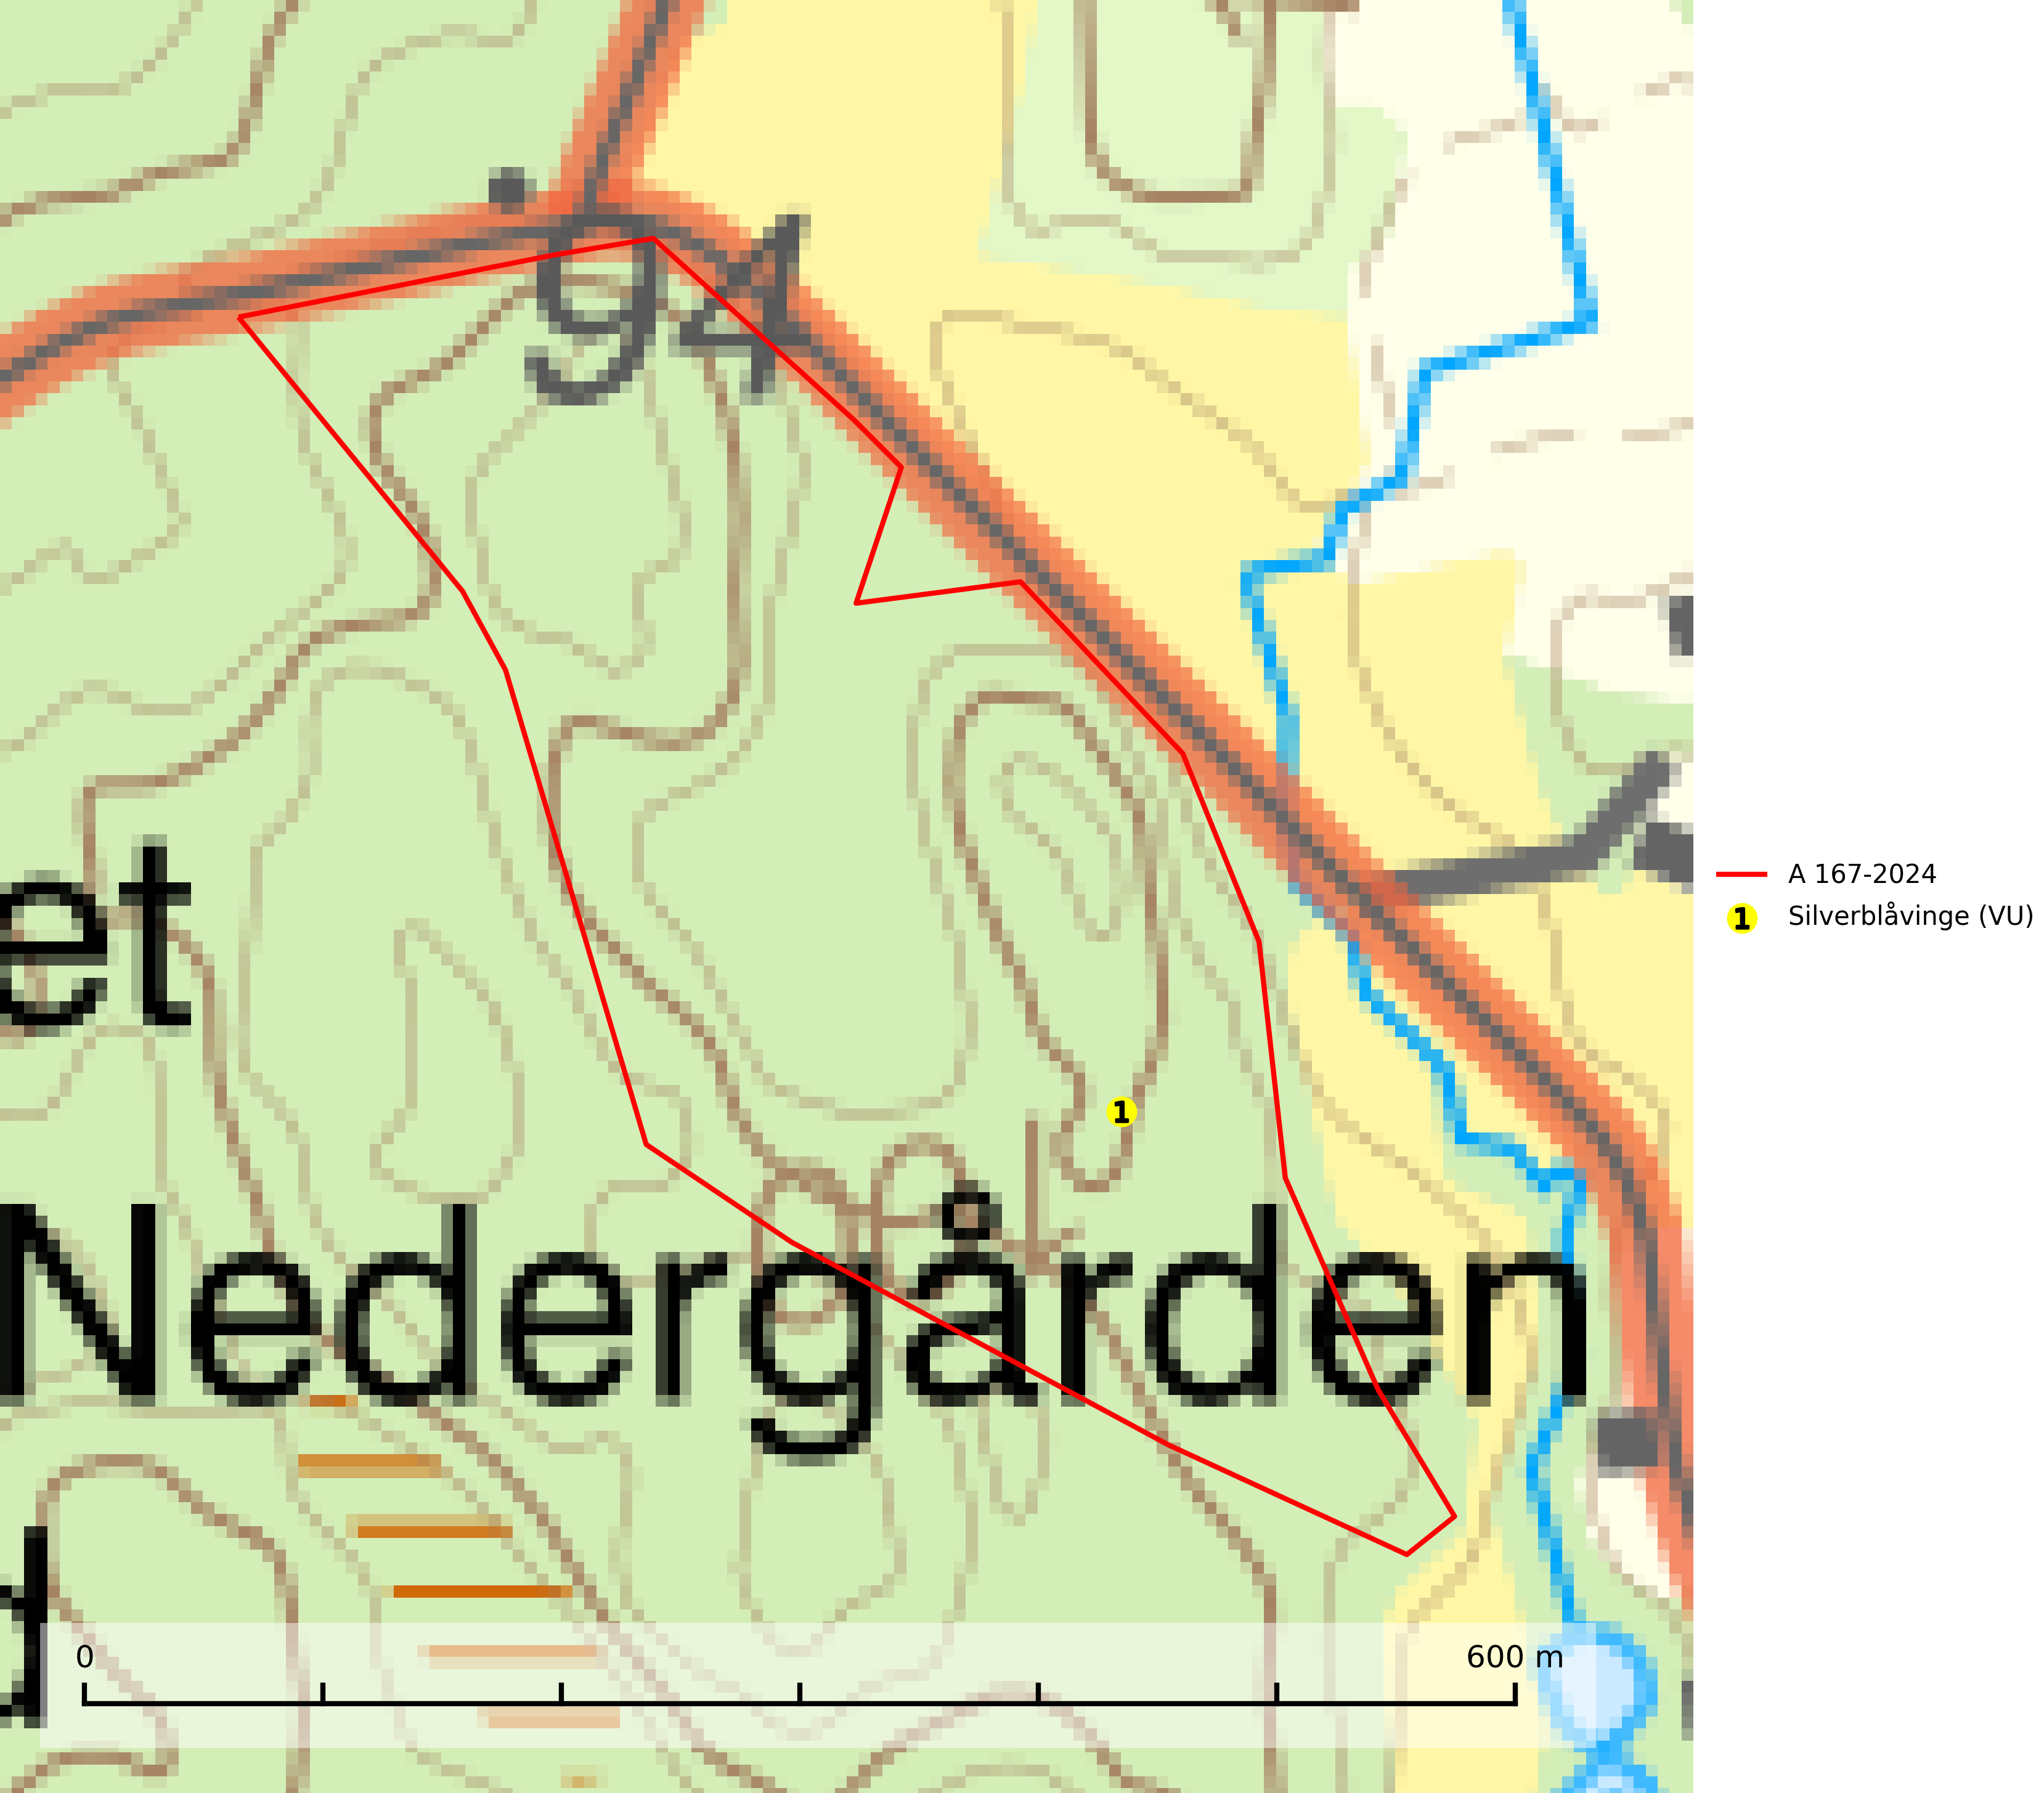 .94
et
Nedergården
0 600 m
A 167-2024
1 Silverblåvinge (VU)
1